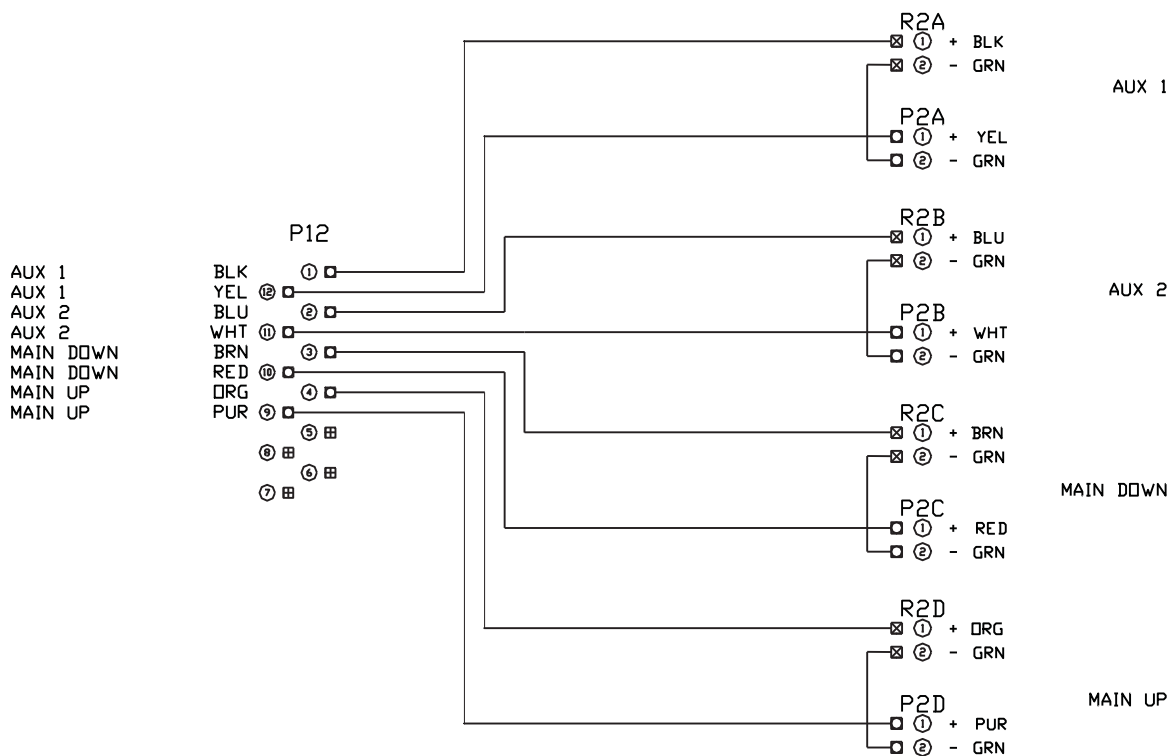 R2A
1 + BLK
2 - GRN
AUX 1
P2A
1 + YEL
2 - GRN
R2B
1 + BLU
2 - GRN
AUX 2
P2B
1 + WHT
2 - GRN
R2C
1 + BRN
2 - GRN
MAIN DOWN
P2C
1 + RED
2 - GRN
R2D
1 + ORG
2 - GRN
MAIN UP
P2D
1 + PUR
2 - GRN
P12
AUX 1 BLK 1
AUX 1 YEL 12
AUX 2 BLU 2
AUX 2 WHT 11
MAIN DOWN BRN 3
MAIN DOWN RED 10
MAIN UP ORG 4
MAIN UP PUR 9
5
8
6
7